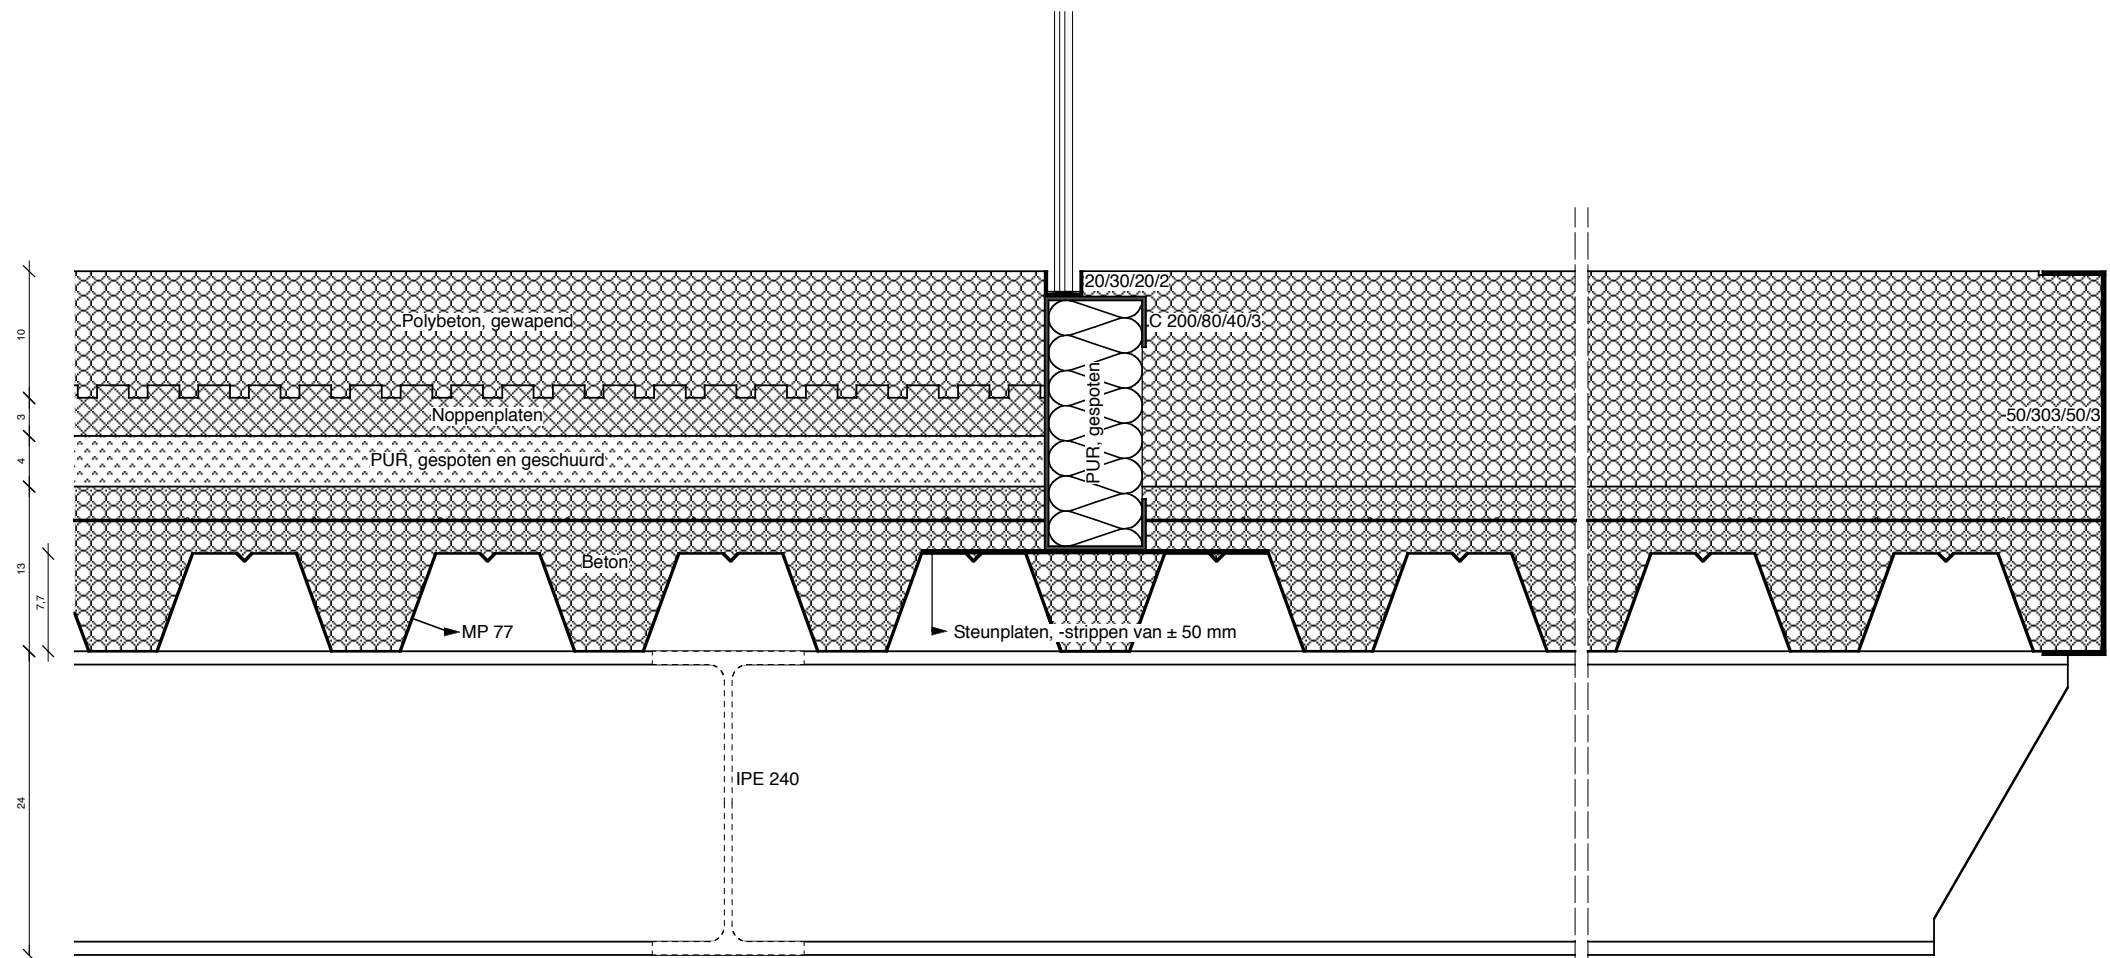 20/30/20/2
10
Polybeton, gewapend
C 200/80/40/3
PUR, gespoten
3
Noppenplaten
50/303/50/3
4
PUR, gespoten en geschuurd
13
7,7
Beton
MP 77
Steunplaten, -strippen van ± 50 mm
24
IPE 240